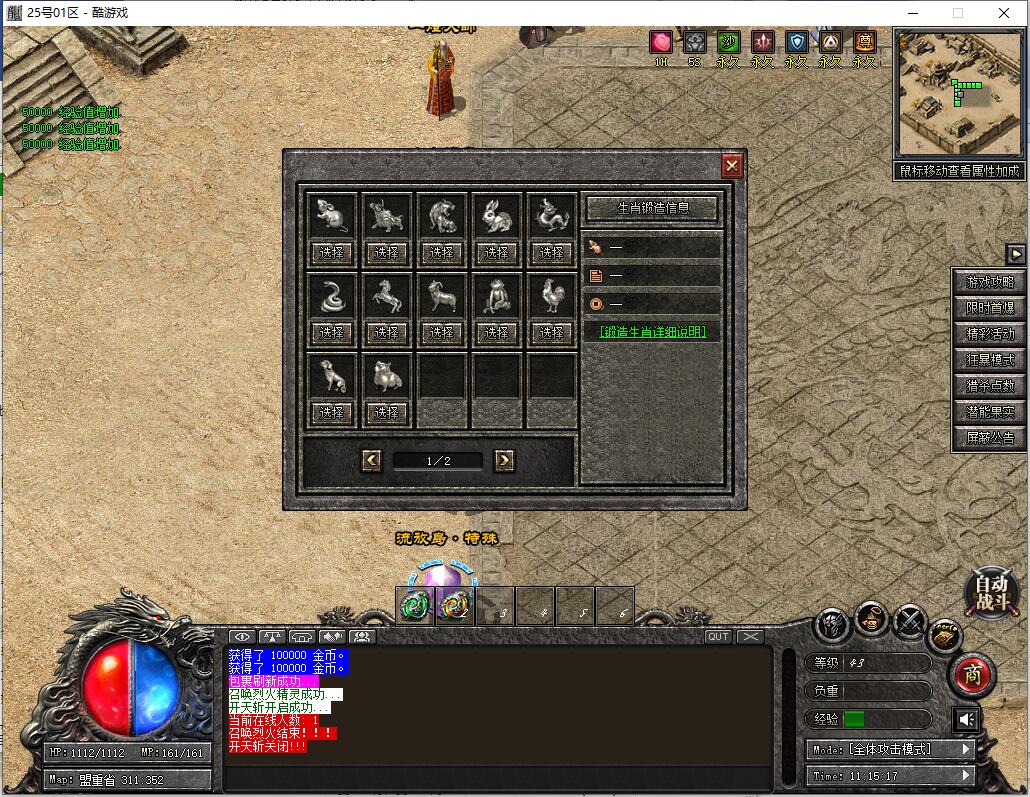 25号01区 - 酷游戏
1H
5S
永久
永久
永久
永久
永久
50000 经验值增加.
50000 经验值增加.
50000 经验值增加.
鼠标移动查看属性加成
生肖锻造信息
选择 选择 选择 选择 选择
选择 选择 选择 选择 选择
选择 选择
[锻造生肖详细说明]
1/2
游戏攻略
限时首爆
精彩活动
狂暴模式
猎杀点数
潜能果实
屏蔽公告
流放岛·特殊
自动
战斗
2 3 4 5 6
QUT
获得了 100000 金币。
获得了 100000 金币。
包裹刷新成功...
召唤烈火精灵成功...
开天斩开启成功...
当前在线人数: 1
召唤烈火结束!!!
开天斩关闭!!!
等级 43
负重
经验
商
HP: 1112/1112 MP: 161/161
Map: 盟重省 311:352
Mode: [全体攻击模式]
Time: 11:15:17